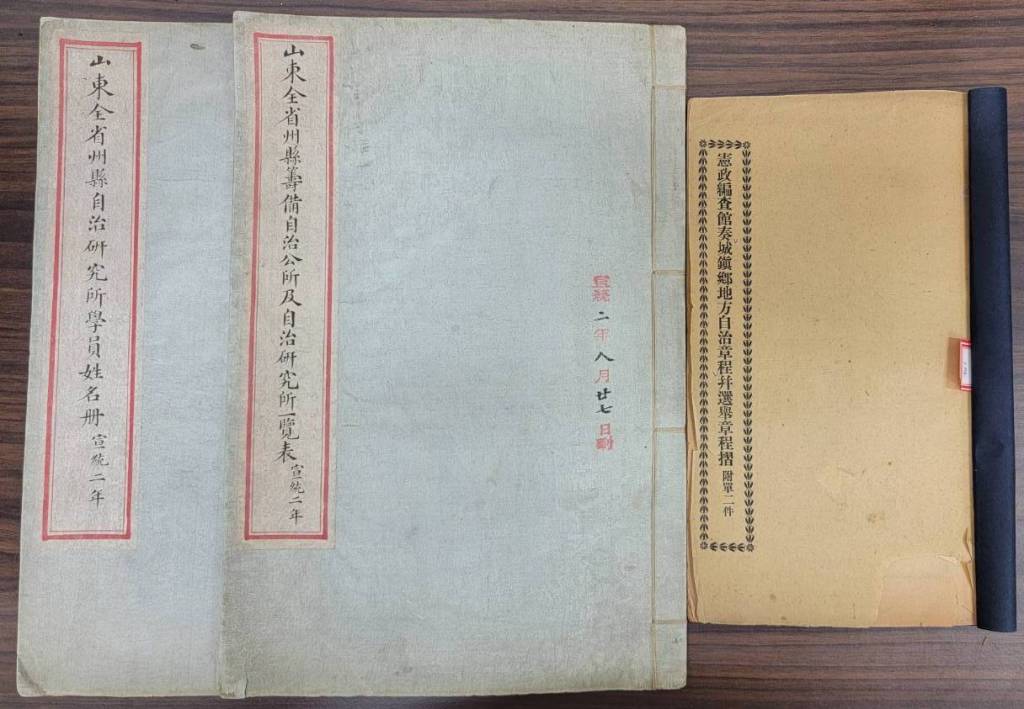 山東全省州縣自治研究所學員姓名册 宣統二年
山東全省州縣籌備自治公所及自治研究所一覽表 宣統二年
宣統二年八月廿七日
憲政編查館奏城鎮鄉地方自治章程并選舉章程摺 附單二件